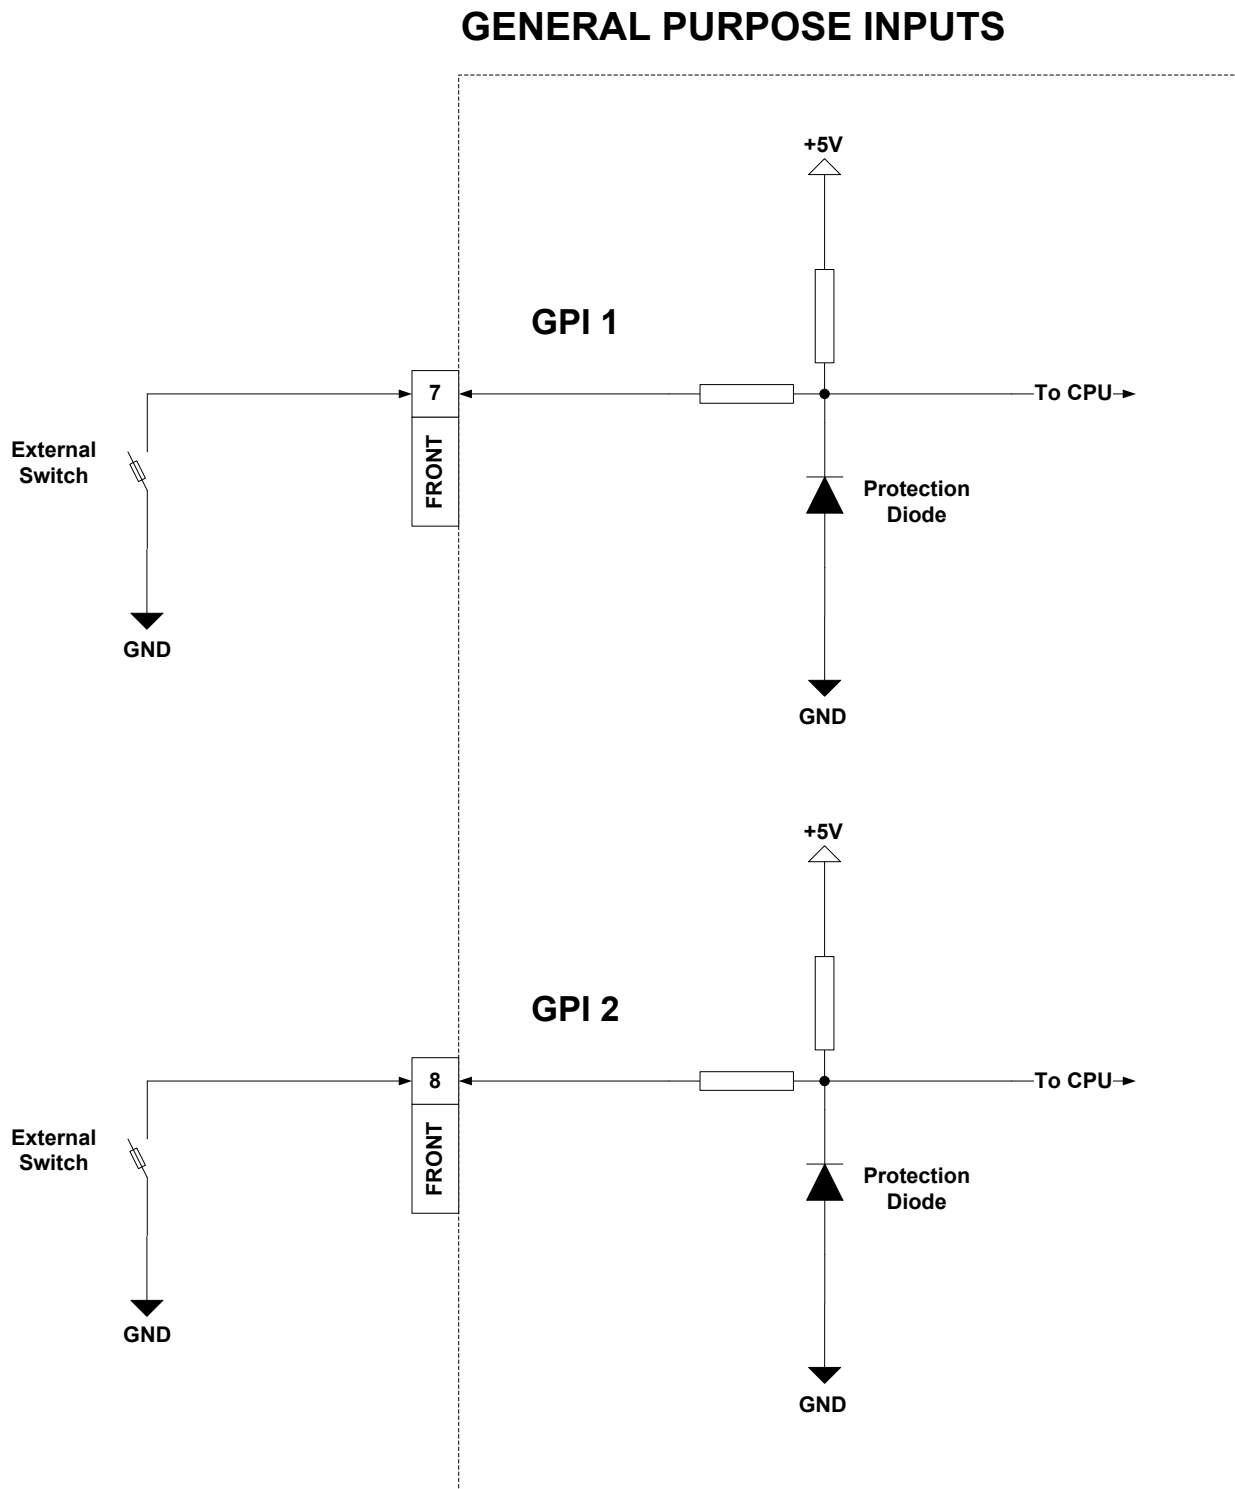 GENERAL PURPOSE INPUTS
+5V
GPI 1
7
To CPU
External
Switch
FRONT
Protection
Diode
GND
GND
+5V
GPI 2
8
To CPU
External
Switch
FRONT
Protection
Diode
GND
GND